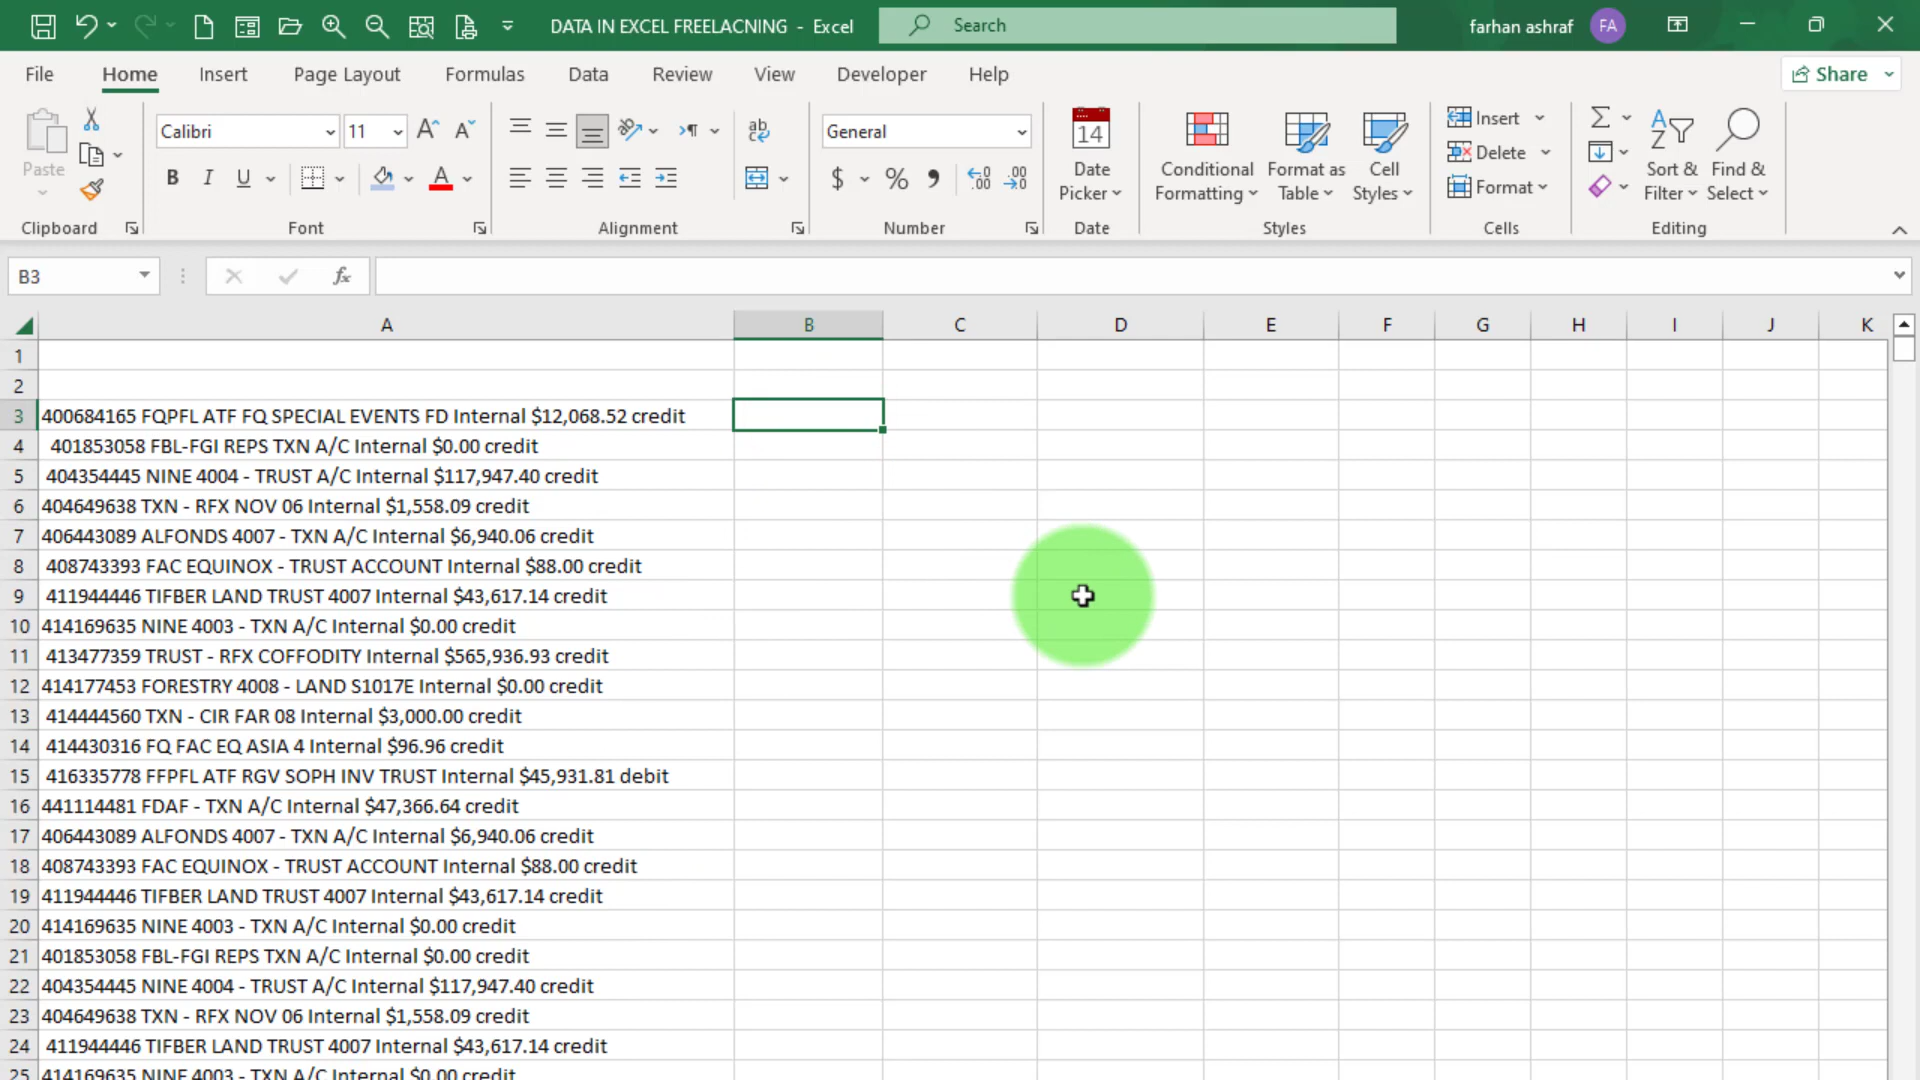 DATA IN EXCEL FREELACNING - Excel
Search
farhan ashraf
FA
File
Home
Insert
Page Layout
Formulas
Data
Review
View
Developer
Help
Share
Paste
Clipboard
Calibri
11
B I U
Font
ab
Alignment
General
$ % 9
Number
14
Date Picker
Date
Conditional Formatting
Format as Table
Cell Styles
Styles
Insert
Delete
Format
Cells
Sort & Filter
Find & Select
Editing
B3
fx
A B C D E F G H I J K
1
2
3 400684165 FQPFL ATF FQ SPECIAL EVENTS FD Internal $12,068.52 credit
4 401853058 FBL-FGI REPS TXN A/C Internal $0.00 credit
5 404354445 NINE 4004 - TRUST A/C Internal $117,947.40 credit
6 404649638 TXN - RFX NOV 06 Internal $1,558.09 credit
7 406443089 ALFONDS 4007 - TXN A/C Internal $6,940.06 credit
8 408743393 FAC EQUINOX - TRUST ACCOUNT Internal $88.00 credit
9 411944446 TIFBER LAND TRUST 4007 Internal $43,617.14 credit
10 414169635 NINE 4003 - TXN A/C Internal $0.00 credit
11 413477359 TRUST - RFX COFFODITY Internal $565,936.93 credit
12 414177453 FORESTRY 4008 - LAND S1017E Internal $0.00 credit
13 414444560 TXN - CIR FAR 08 Internal $3,000.00 credit
14 414430316 FQ FAC EQ ASIA 4 Internal $96.96 credit
15 416335778 FFPFL ATF RGV SOPH INV TRUST Internal $45,931.81 debit
16 441114481 FDAF - TXN A/C Internal $47,366.64 credit
17 406443089 ALFONDS 4007 - TXN A/C Internal $6,940.06 credit
18 408743393 FAC EQUINOX - TRUST ACCOUNT Internal $88.00 credit
19 411944446 TIFBER LAND TRUST 4007 Internal $43,617.14 credit
20 414169635 NINE 4003 - TXN A/C Internal $0.00 credit
21 401853058 FBL-FGI REPS TXN A/C Internal $0.00 credit
22 404354445 NINE 4004 - TRUST A/C Internal $117,947.40 credit
23 404649638 TXN - RFX NOV 06 Internal $1,558.09 credit
24 411944446 TIFBER LAND TRUST 4007 Internal $43,617.14 credit
25 414169635 NINE 4003 - TXN A/C Internal $0.00 credit